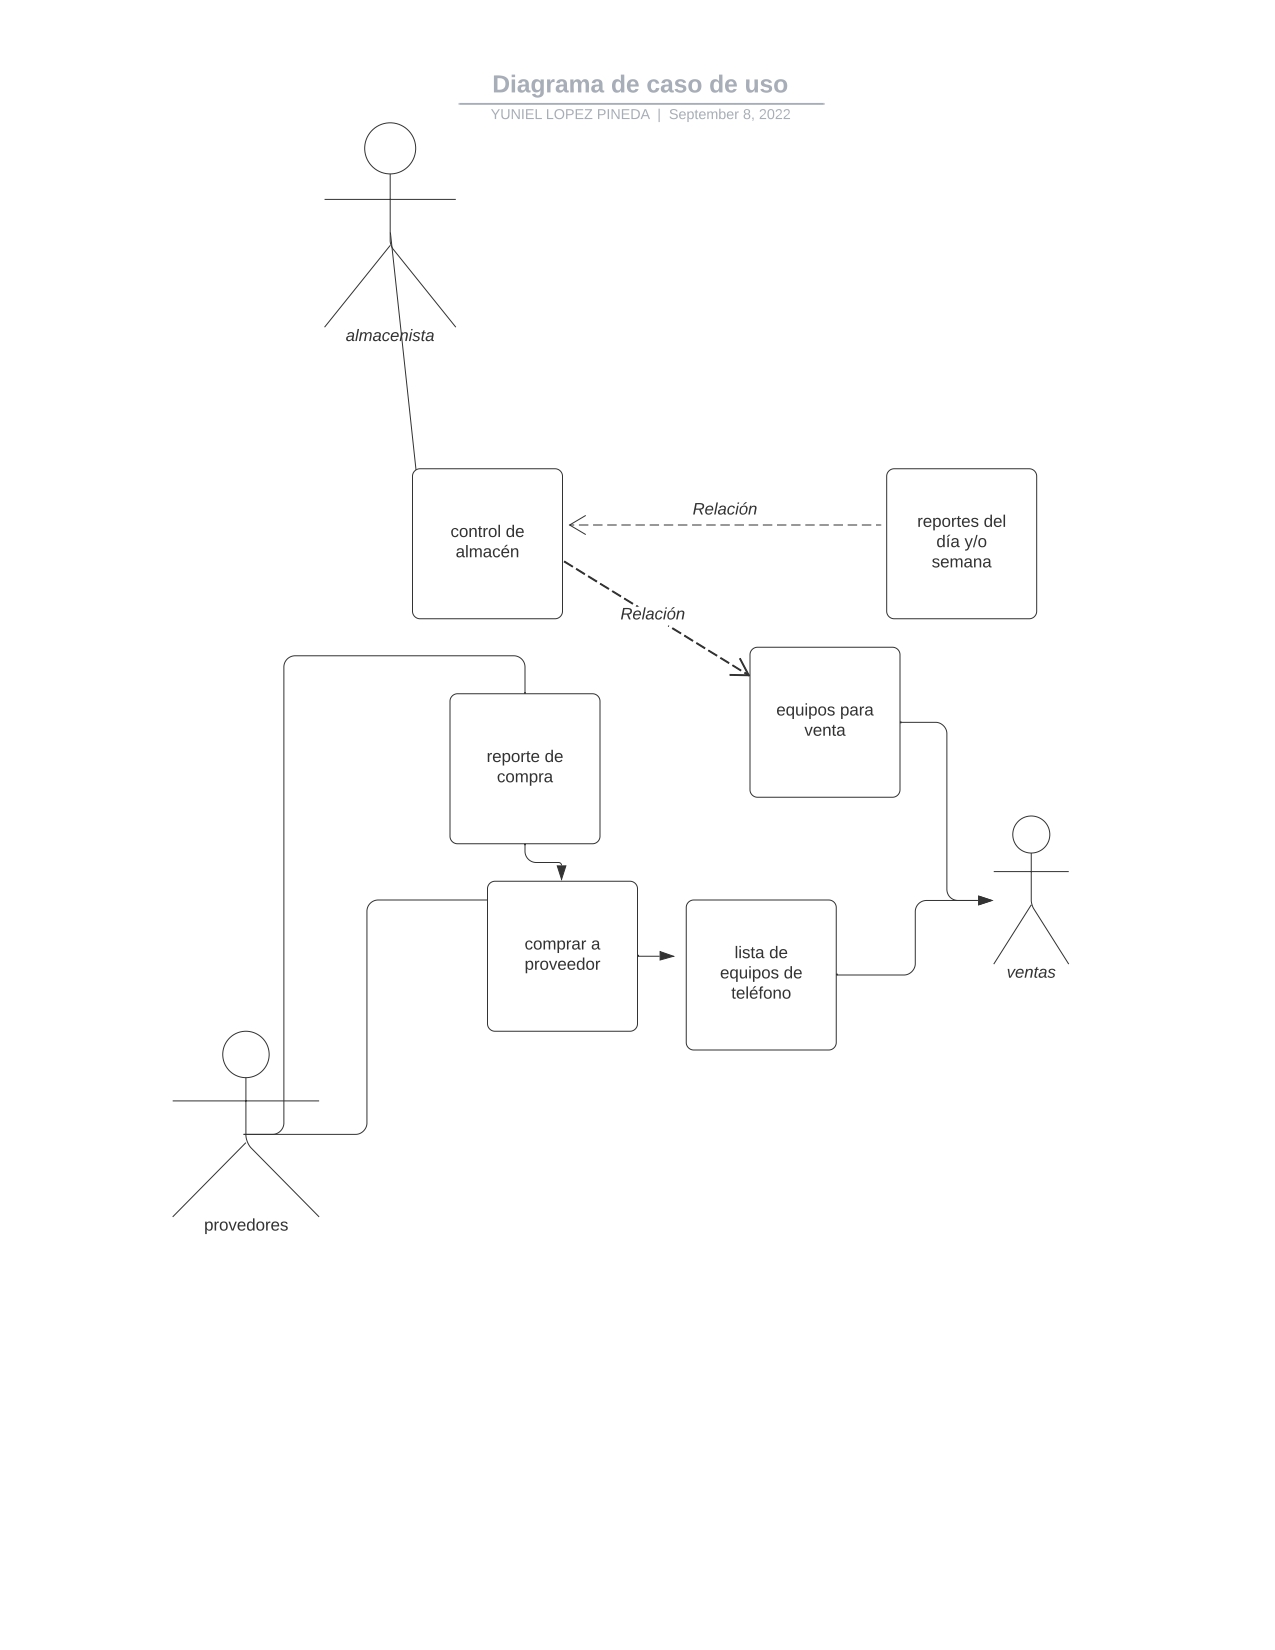 Diagrama de caso de uso
YUNIEL LOPEZ PINEDA | September 8, 2022
almacenista
control de
almacén
Relación
reportes del
día y/o
semana
Relación
equipos para
venta
reporte de
compra
comprar a
proveedor
lista de
equipos de
teléfono
ventas
provedores